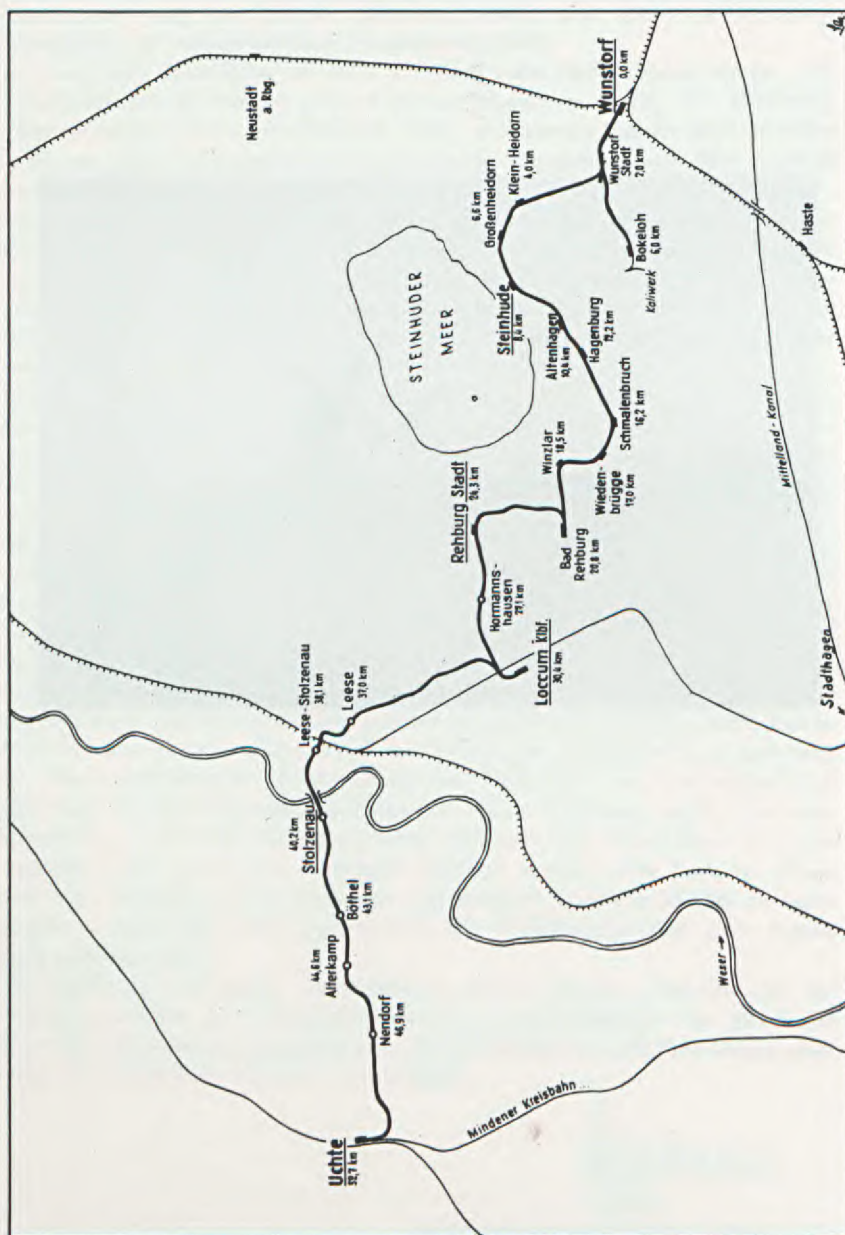 Uchte
52,7 km
Nendorf
46,9 km
44,6 km
Alterkamp
Böthel
43,1 km
40,2 km
Stolzenau
Leese-Stolzenau
38,1 km
Leese
37,0 km
Loccum Klbf.
30,4 km
Hormanns-
hausen
27,1 km
Rehburg Stadt
24,3 km
Bad
Rehburg
20,8 km
Winzlar
18,5 km
Wieden-
brügge
17,0 km
Schmalenbruch
16,2 km
Hagenburg
12,2 km
Altenhagen
10,8 km
Steinhude
8,4 km
STEINHUDER
MEER
6,6 km
Großenheidorn
Klein-Heidorn
4,0 km
Neustadt
a. Rbg.
Wunstorf
0,0 km
Wunstorf
Stadt
2,0 km
Bokeloh
6,0 km
Kaliwerk
Haste
Mittelland-Kanal
Stadthagen
Weser
Mindener Kreisbahn...